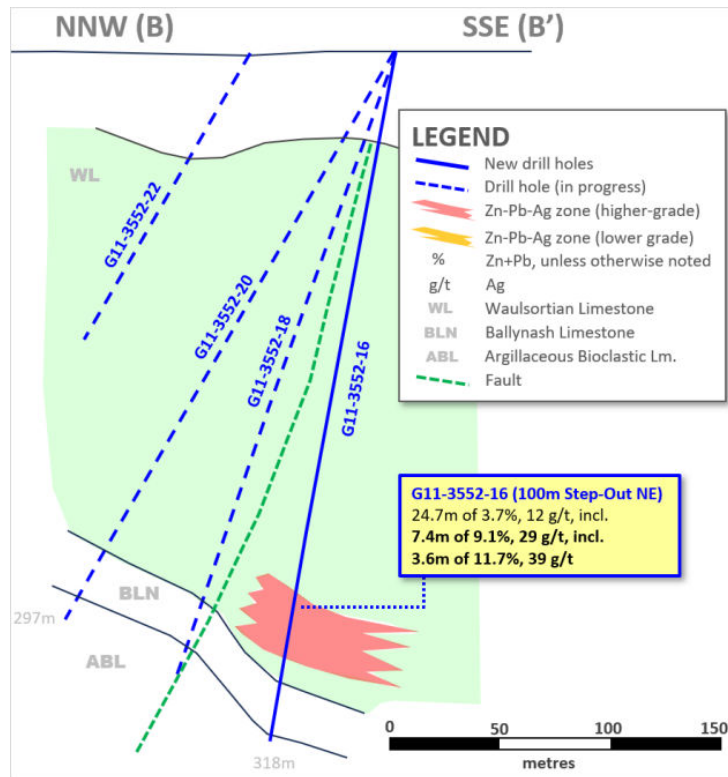 NNW (B)
SSE (B’)
WL
G11-3552-22
G11-3552-20
G11-3552-18
G11-3552-16
LEGEND
New drill holes
Drill hole (in progress)
Zn-Pb-Ag zone (higher-grade)
Zn-Pb-Ag zone (lower grade)
% Zn+Pb, unless otherwise noted
g/t Ag
WL Waulsortian Limestone
BLN Ballynash Limestone
ABL Argillaceous Bioclastic Lm.
Fault
G11-3552-16 (100m Step-Out NE)
24.7m of 3.7%, 12 g/t, incl.
7.4m of 9.1%, 29 g/t, incl.
3.6m of 11.7%, 39 g/t
BLN
297m
ABL
318m
0 50 100 150
metres